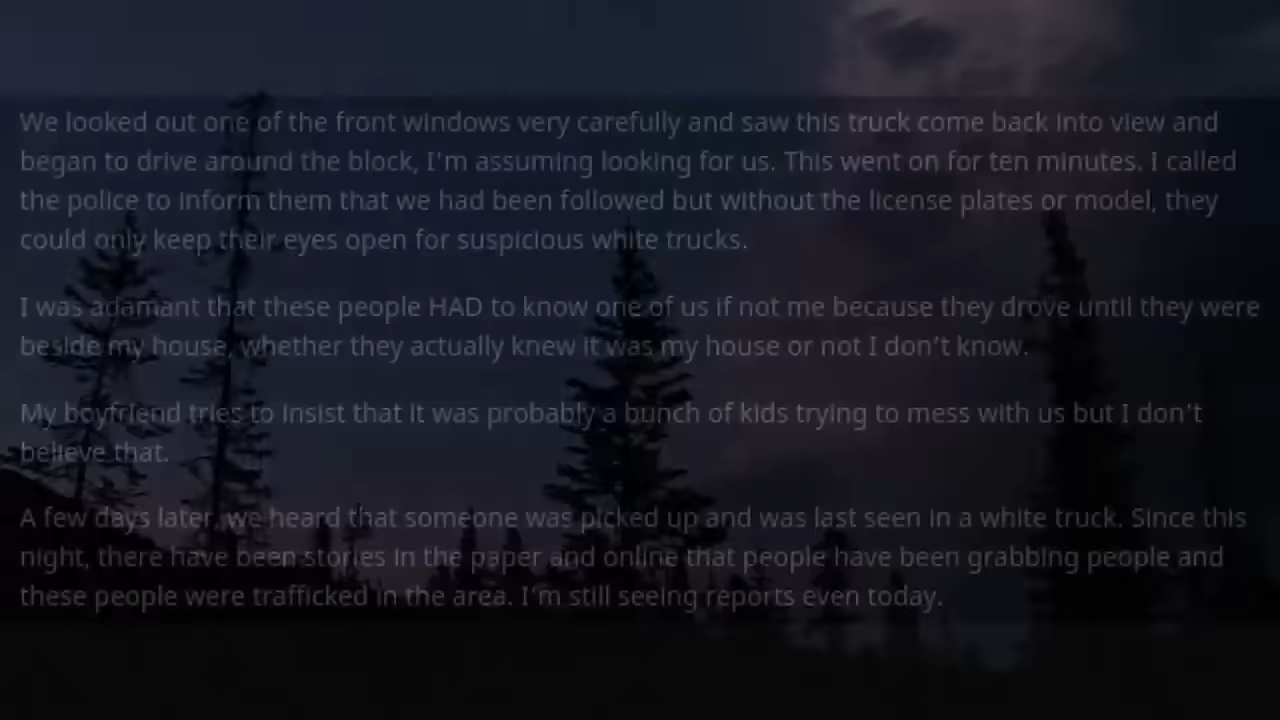 We looked out one of the front windows very carefully and saw this truck come back into view and
began to drive around the block, I'm assuming looking for us. This went on for ten minutes. I called
the police to inform them that we had been followed but without the license plates or model, they
could only keep their eyes open for suspicious white trucks.
I was adamant that these people HAD to know one of us if not me because they drove until they were
beside my house, whether they actually knew it was my house or not I don't know.
My boyfriend tries to insist that it was probably a bunch of kids trying to mess with us but I don't
believe that.
A few days later, we heard that someone was picked up and was last seen in a white truck. Since this
night, there have been stories in the paper and online that people have been grabbing people and
these people were trafficked in the area. I'm still seeing reports even today.